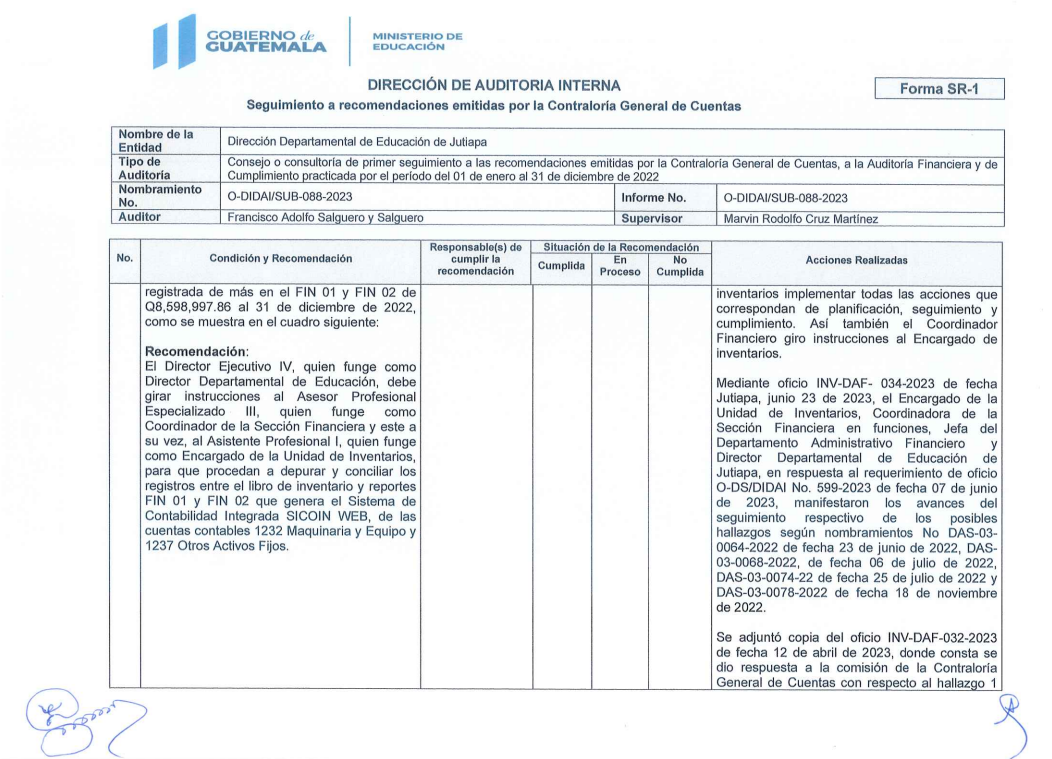 GOBIERNO de
GUATEMALA
MINISTERIO DE
EDUCACIÓN
DIRECCIÓN DE AUDITORIA INTERNA
Forma SR-1
Seguimiento a recomendaciones emitidas por la Contraloría General de Cuentas
Nombre de la
Entidad
Dirección Departamental de Educación de Jutiapa
Tipo de
Auditoría
Consejo o consultoría de primer seguimiento a las recomendaciones emitidas por la Contraloría General de Cuentas, a la Auditoría Financiera y de
Cumplimiento practicada por el período del 01 de enero al 31 de diciembre de 2022
Nombramiento
No.
O-DIDAI/SUB-088-2023
Informe No.
O-DIDAI/SUB-088-2023
Auditor
Francisco Adolfo Salguero y Salguero
Supervisor
Marvin Rodolfo Cruz Martínez
No.
Condición y Recomendación
Responsable(s) de
cumplir la
recomendación
Situación de la Recomendación
Cumplida
En
Proceso
No
Cumplida
Acciones Realizadas
registrada de más en el FIN 01 y FIN 02 de
Q8,598,997.86 al 31 de diciembre de 2022,
como se muestra en el cuadro siguiente:
Recomendación:
El Director Ejecutivo IV, quien funge como
Director Departamental de Educación, debe
girar instrucciones al Asesor Profesional
Especializado III, quien funge como
Coordinador de la Sección Financiera y este a
su vez, al Asistente Profesional I, quien funge
como Encargado de la Unidad de Inventarios,
para que procedan a depurar y conciliar los
registros entre el libro de inventario y reportes
FIN 01 y FIN 02 que genera el Sistema de
Contabilidad Integrada SICOIN WEB, de las
cuentas contables 1232 Maquinaria y Equipo y
1237 Otros Activos Fijos.
inventarios implementar todas las acciones que
correspondan de planificación, seguimiento y
cumplimiento. Así también el Coordinador
Financiero giro instrucciones al Encargado de
inventarios.
Mediante oficio INV-DAF- 034-2023 de fecha
Jutiapa, junio 23 de 2023, el Encargado de la
Unidad de Inventarios, Coordinadora de la
Sección Financiera en funciones, Jefa del
Departamento Administrativo Financiero y
Director Departamental de Educación de
Jutiapa, en respuesta al requerimiento de oficio
O-DS/DIDAI No. 599-2023 de fecha 07 de junio
de 2023, manifestaron los avances del
seguimiento respectivo de los posibles
hallazgos según nombramientos No DAS-03-
0064-2022 de fecha 23 de junio de 2022, DAS-
03-0068-2022, de fecha 06 de julio de 2022,
DAS-03-0074-22 de fecha 25 de julio de 2022 y
DAS-03-0078-2022 de fecha 18 de noviembre
de 2022.
Se adjuntó copia del oficio INV-DAF-032-2023
de fecha 12 de abril de 2023, donde consta se
dio respuesta a la comisión de la Contraloría
General de Cuentas con respecto al hallazgo 1